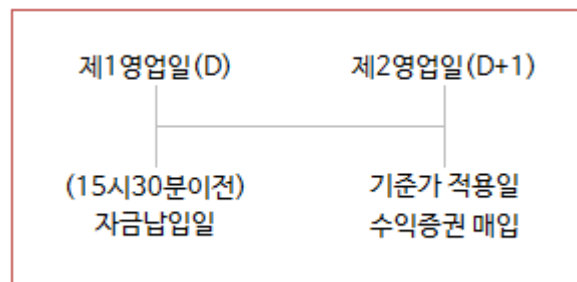 제1영업일(D)
제2영업일(D+1)
(15시30분이전)
자금납입일
기준가 적용일
수익증권 매입